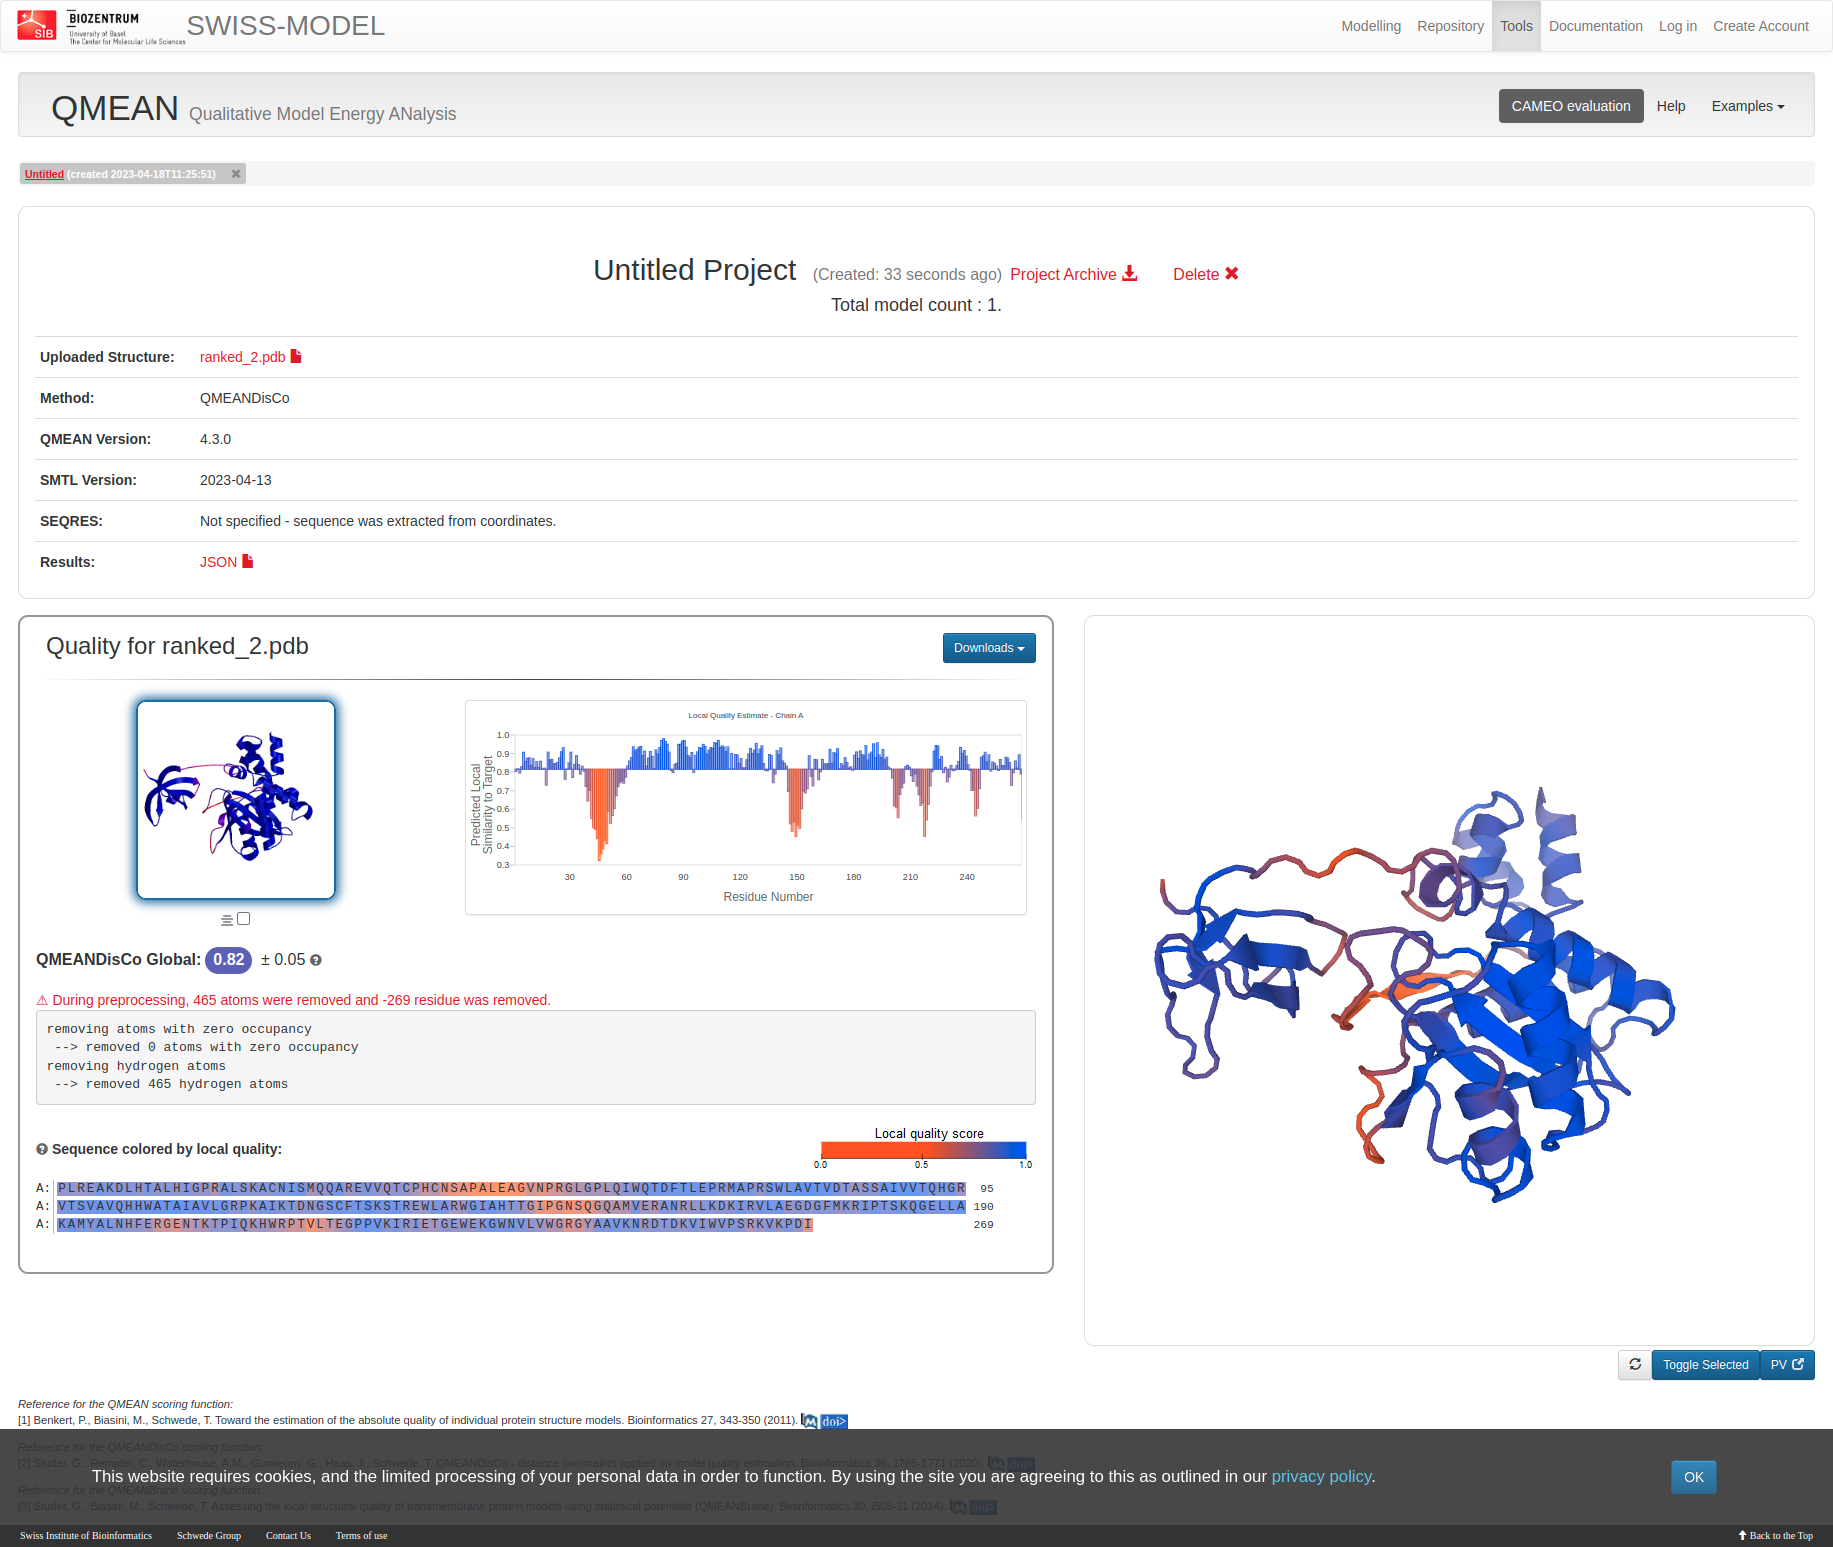 SIB
BIOZENTRUM
University of Basel
The Center for Molecular Life Sciences
SWISS-MODEL
Modelling Repository Tools Documentation Log in Create Account
QMEAN Qualitative Model Energy ANalysis
CAMEO evaluation Help Examples
Untitled (created 2023-04-18T11:25:51)
Untitled Project (Created: 33 seconds ago) Project Archive Delete
Total model count : 1.
Uploaded Structure: ranked_2.pdb
Method: QMEANDisCo
QMEAN Version: 4.3.0
SMTL Version: 2023-04-13
SEQRES: Not specified - sequence was extracted from coordinates.
Results: JSON
Quality for ranked_2.pdb
Downloads
Local Quality Estimate - Chain A
Predicted Local
Similarity to Target
1.0
0.9
0.8
0.7
0.6
0.5
0.4
0.3
30 60 90 120 150 180 210 240
Residue Number
QMEANDisCo Global: 0.82 ± 0.05
⚠ During preprocessing, 465 atoms were removed and -269 residue was removed.
removing atoms with zero occupancy
--> removed 0 atoms with zero occupancy
removing hydrogen atoms
--> removed 465 hydrogen atoms
Sequence colored by local quality:
Local quality score
0.0 0.5 1.0
A: PLREAKDLHTALHIGPRALSKACNISMQQAREVVQTCPHCNSAPALEAGVNPRGLGPLQIWQTDFTLEPRMAPRSWLAVTVDTASSAIVVTQHGR 95
A: VTSVAVQHHWATAIAVLGRPKAIKTDNGSCFTSKSTREWLARWGIAHTTGIPGNSQGQAMVERANRLLKDKIRVLAEGDGFMKRIPTSKQGELLA 190
A: KAMYALNHFERGENTKTPIQKHWRPTVLTEGPPVKIRIETGEWEKGWNVLVWGRGYAAVKNRDTDKVIWVPSRKVKPDI 269
Toggle Selected PV
Reference for the QMEAN scoring function:
[1] Benkert, P., Biasini, M., Schwede, T. Toward the estimation of the absolute quality of individual protein structure models. Bioinformatics 27, 343-350 (2011). doi>
Reference for the QMEANDisCo scoring function:
[2] Studer, G., Rempfer, C., Waterhouse, A.M., Gumienny, G., Haas, J., Schwede, T. QMEANDisCo - distance constraints applied on model quality estimation. Bioinformatics 36, 1765-1771 (2020). doi>
This website requires cookies, and the limited processing of your personal data in order to function. By using the site you are agreeing to this as outlined in our privacy policy.
OK
Reference for the QMEANBrane scoring function:
[3] Studer, G., Biasini, M., Schwede, T. Assessing the local structural quality of transmembrane protein models using statistical potentials (QMEANBrane). Bioinformatics 30, i505-11 (2014). doi>
Swiss Institute of Bioinformatics Schwede Group Contact Us Terms of use Back to the Top